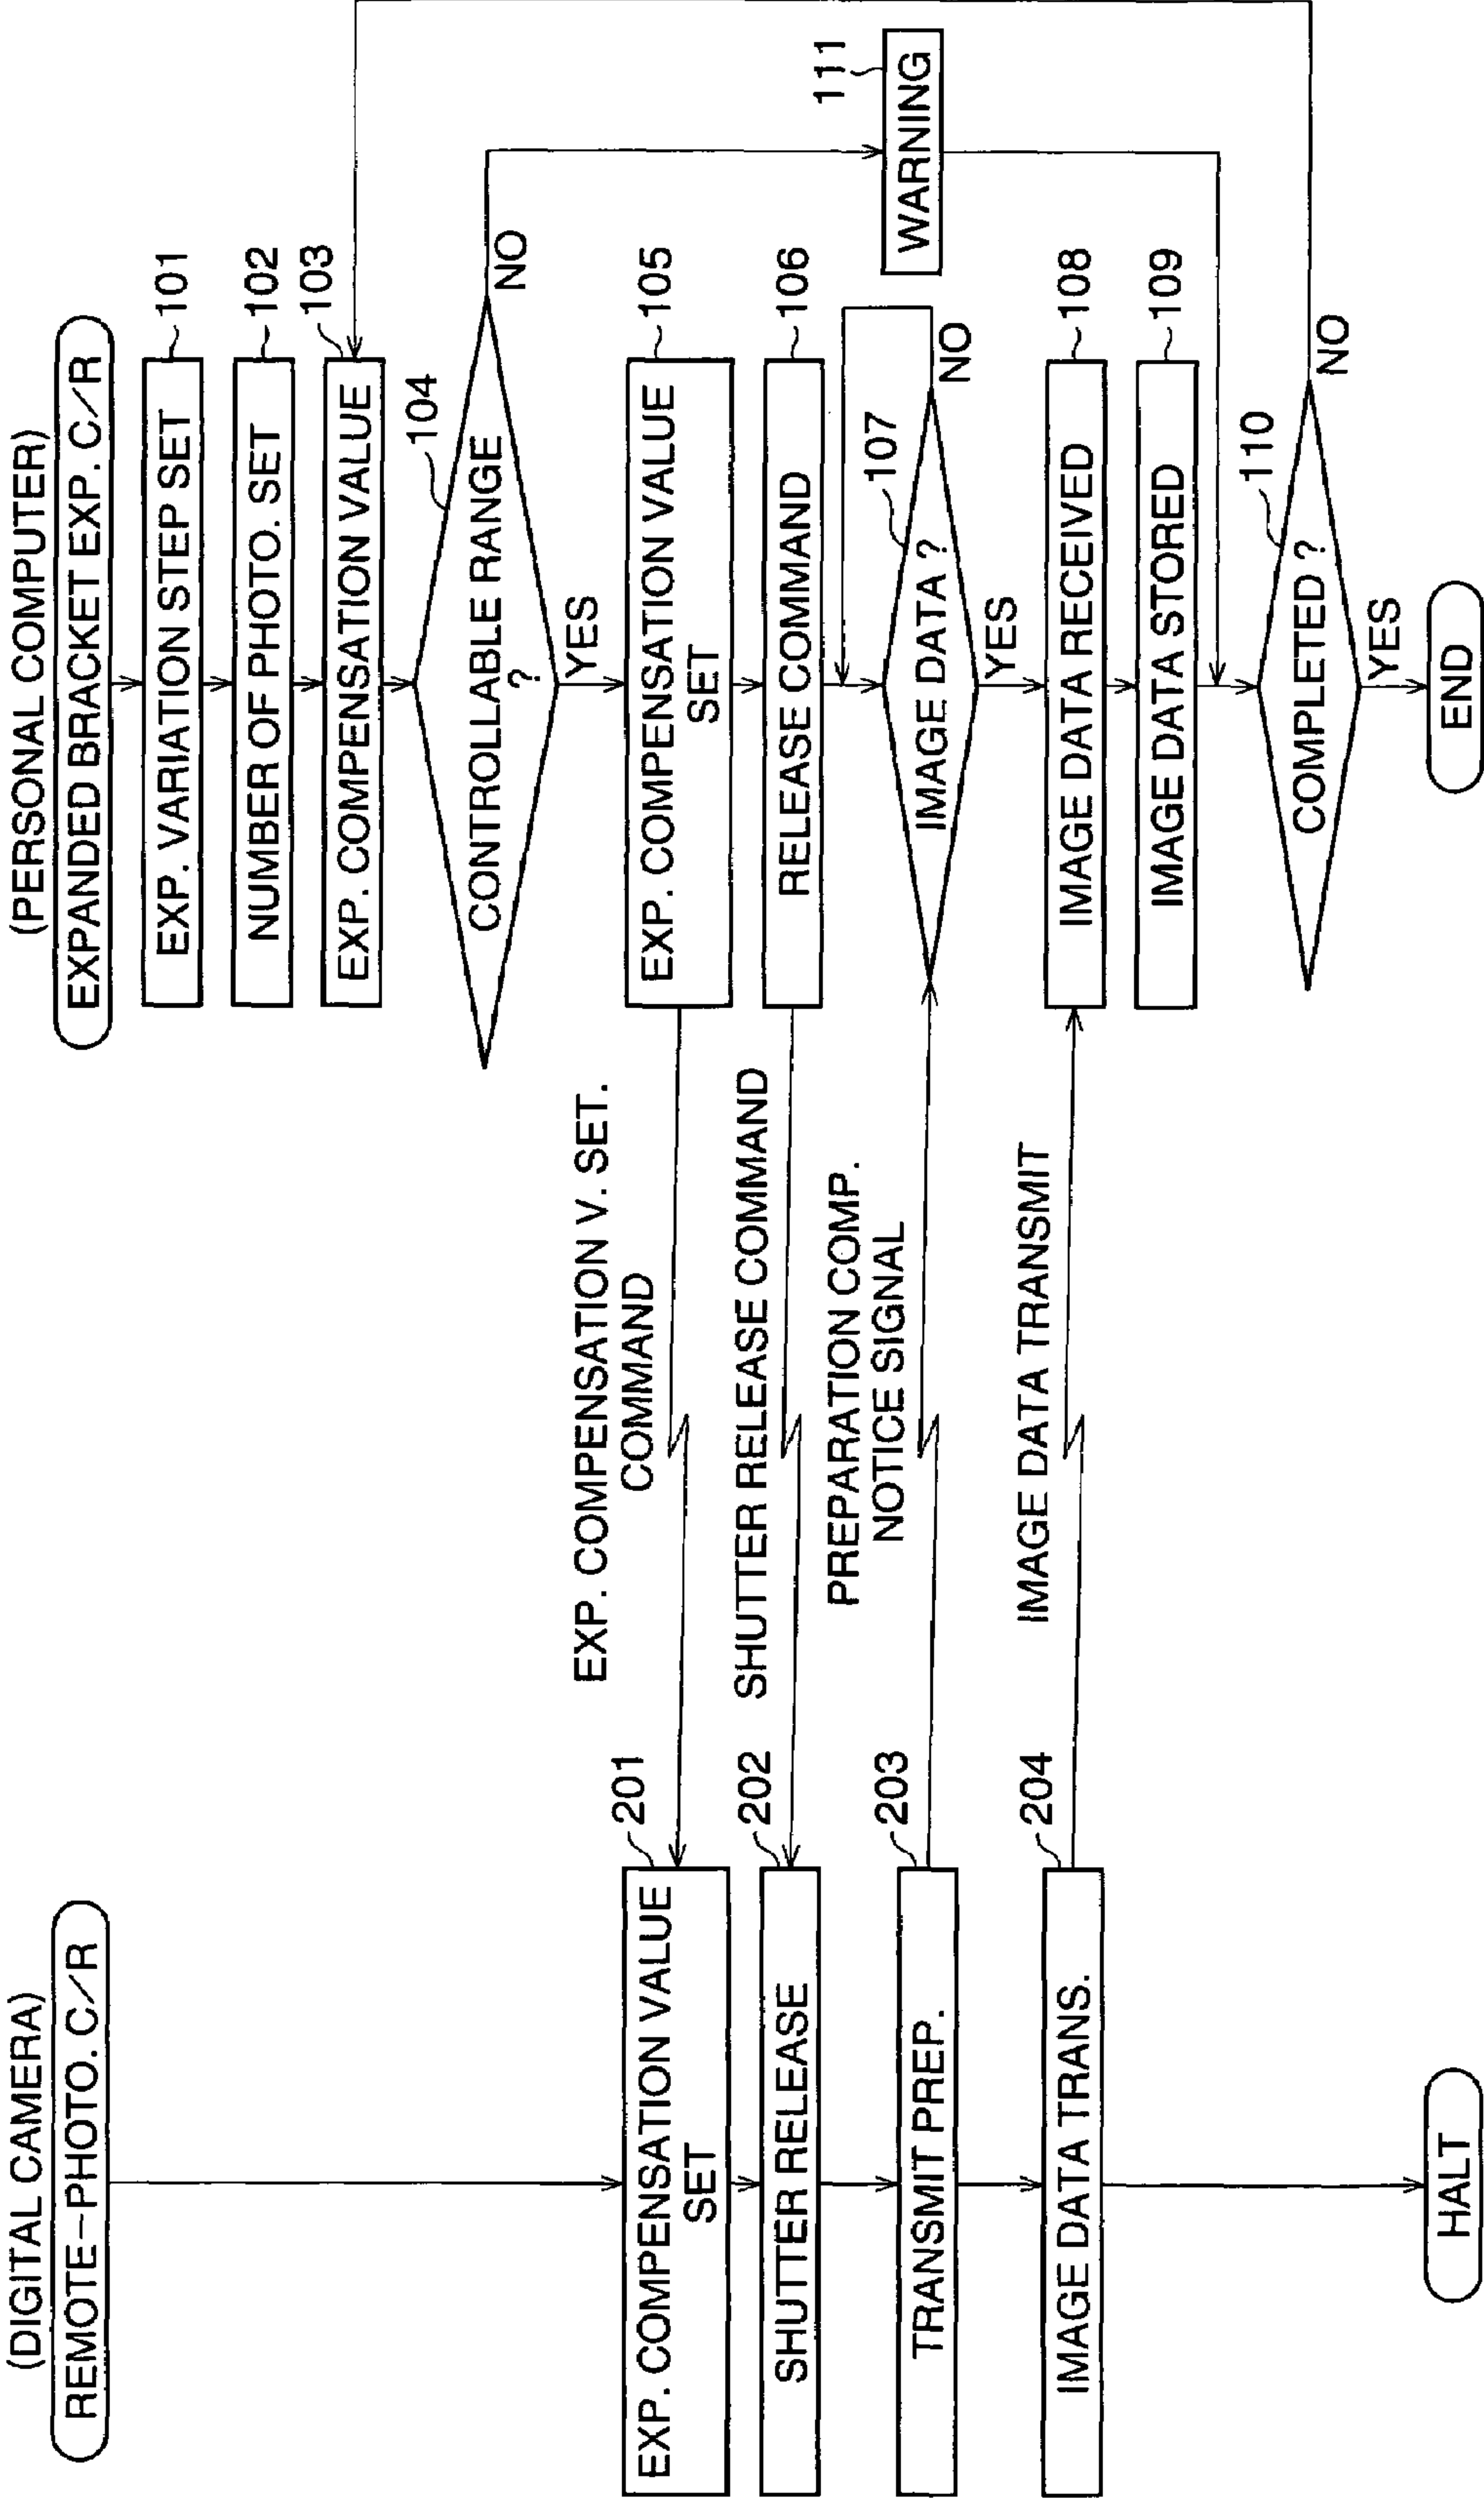 (DIGITAL CAMERA)
REMOTE-PHOTO. C/R
EXP. COMPENSATION VALUE
SET
201
SHUTTER RELEASE
202
TRANSMIT PREP.
203
IMAGE DATA TRANS.
204
HALT
EXP. COMPENSATION V. SET.
COMMAND
SHUTTER RELEASE COMMAND
PREPARATION COMP.
NOTICE SIGNAL
IMAGE DATA TRANSMIT
(PERSONAL COMPUTER)
EXPANDED BRACKET EXP. C/R
EXP. VARIATION STEP SET
101
NUMBER OF PHOTO. SET
102
EXP. COMPENSATION VALUE
103
CONTROLLABLE RANGE
?
104
NO
YES
EXP. COMPENSATION VALUE
SET
105
RELEASE COMMAND
106
IMAGE DATA ?
107
NO
YES
WARNING
111
IMAGE DATA RECEIVED
108
IMAGE DATA STORED
109
COMPLETED ?
110
NO
YES
END